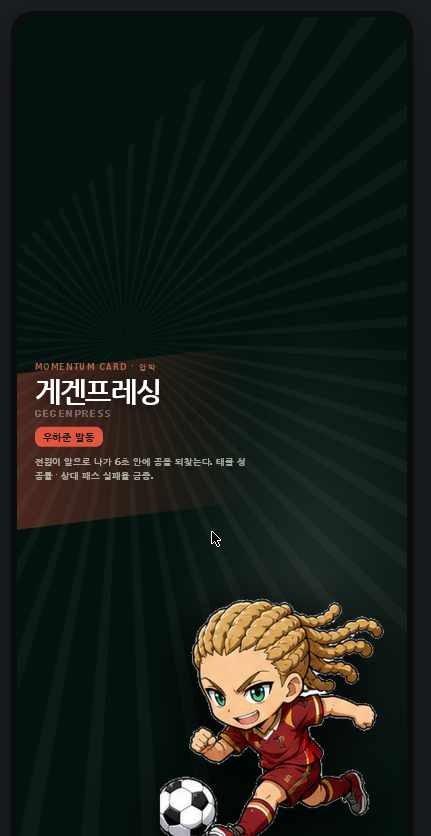 MOMENTUM CARD · 압박
게겐프레싱
GEGENPRESS
우하준 발동
전원이 앞으로 나가 6초 안에 공을 되찾는다. 태클 성
공률 · 상대 패스 실패율 급증.